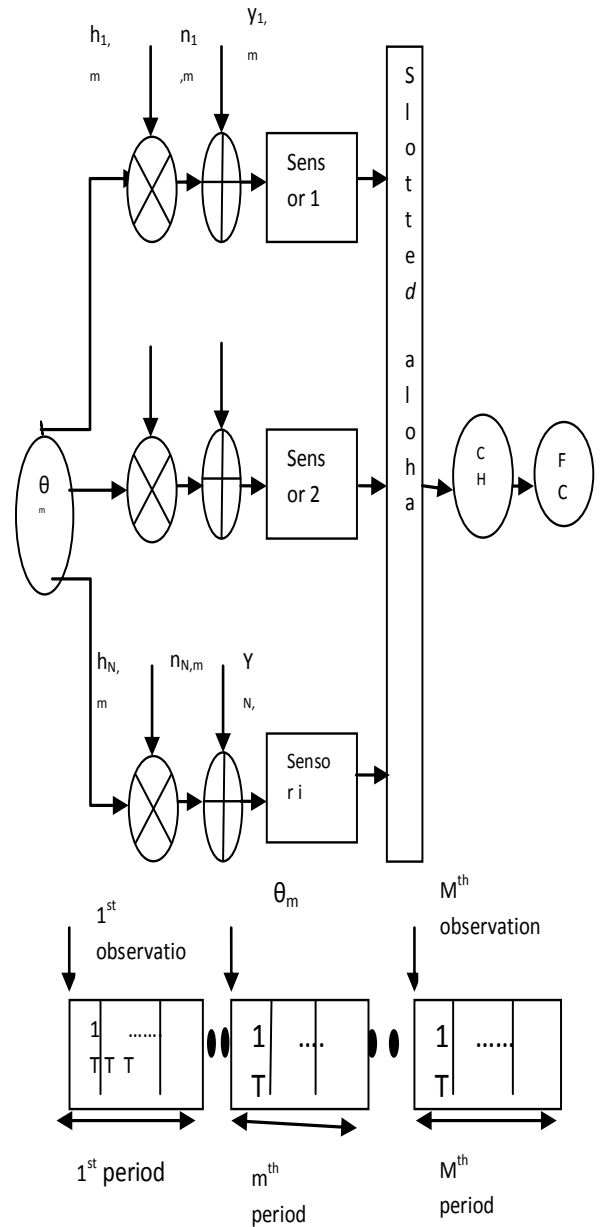 h1,
m
n1
,m
y1,
m
Sens
or 1
S
l
o
t
t
e
d
a
l
o
h
a
Sens
or 2
θ
m
C
H
F
C
hN,
m
nN,m
Y
N,
Senso
r i
θm
1st
observatio
Mth
observation
1 .......
T T T
1 ....
T
1 ......
T
1st period
mth
period
Mth
period